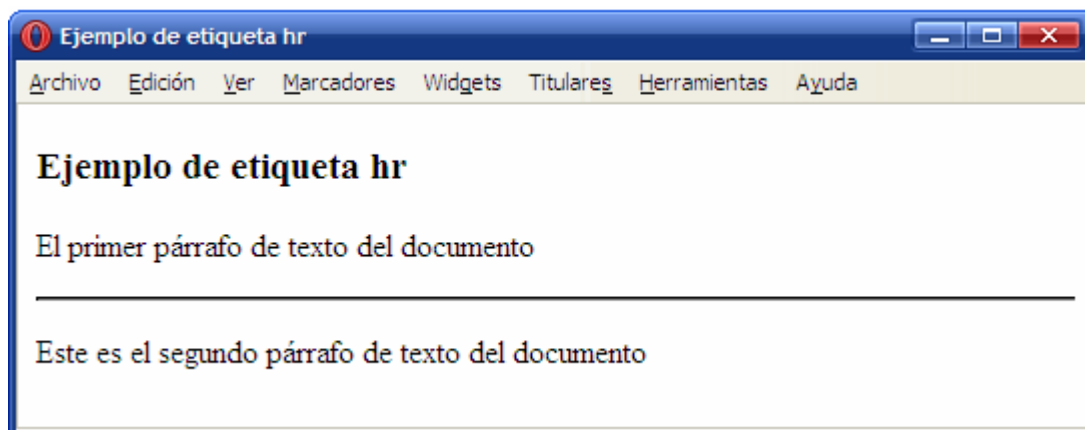 Ejemplo de etiqueta hr
Archivo Edición Ver Marcadores Widgets Titulares Herramientas Ayuda
Ejemplo de etiqueta hr
El primer párrafo de texto del documento
Este es el segundo párrafo de texto del documento